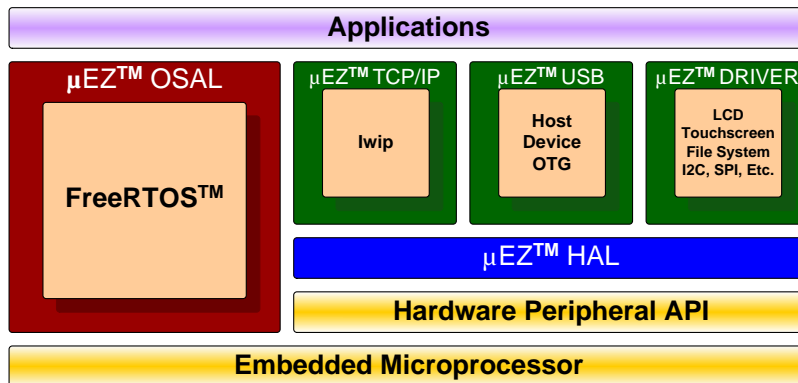 Applications
µEZ™ OSAL
FreeRTOS™
µEZ™ TCP/IP
lwip
µEZ™ USB
Host
Device
OTG
µEZ™ DRIVER
LCD
Touchscreen
File System
I2C, SPI, Etc.
µEZ™ HAL
Hardware Peripheral API
Embedded Microprocessor